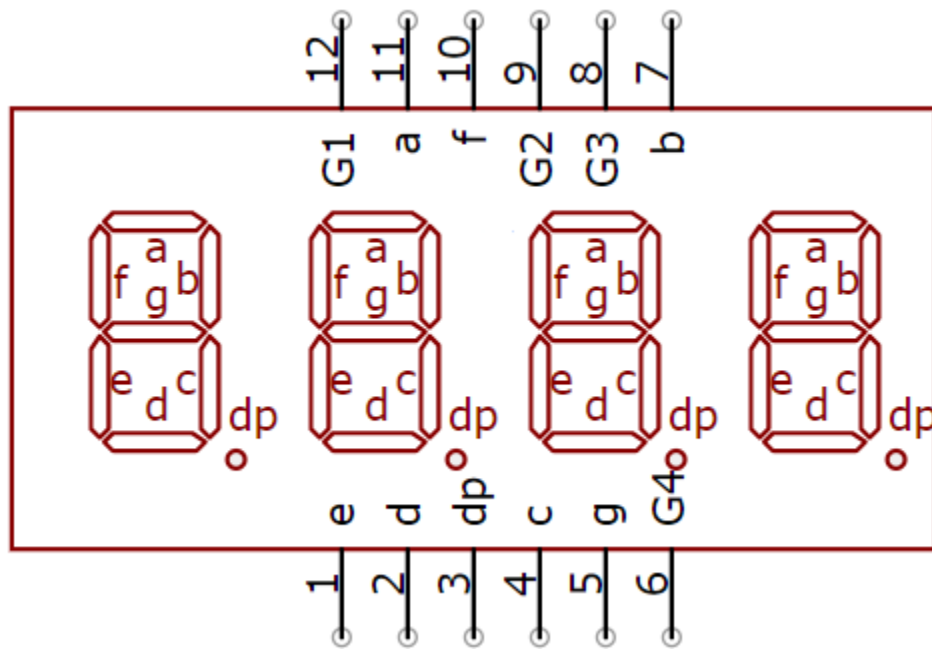 12 11 10 9 8 7
G1 a f G2 G3 b
a a a a
f b f b f b f b
g g g g
e c e c e c e c
d d d d
dp dp dp dp
e d dp c g G4
1 2 3 4 5 6